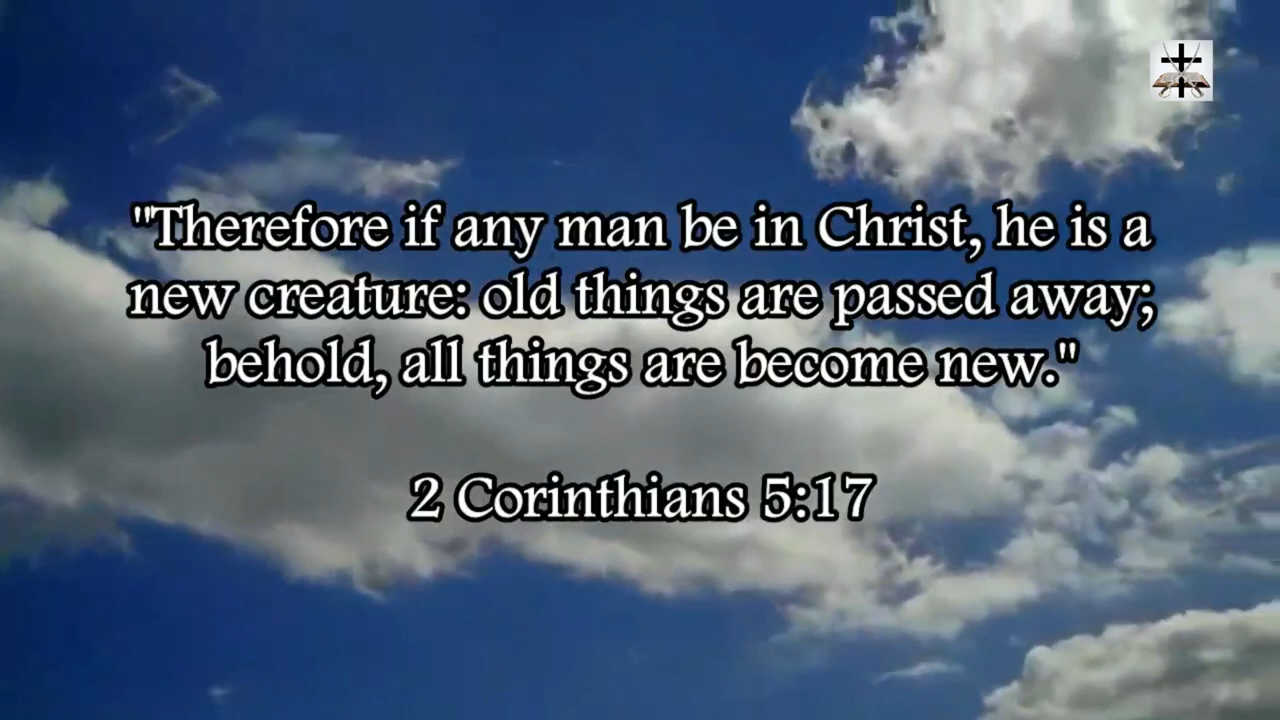 "Therefore if any man be in Christ, he is a
new creature: old things are passed away;
behold, all things are become new."
2 Corinthians 5:17